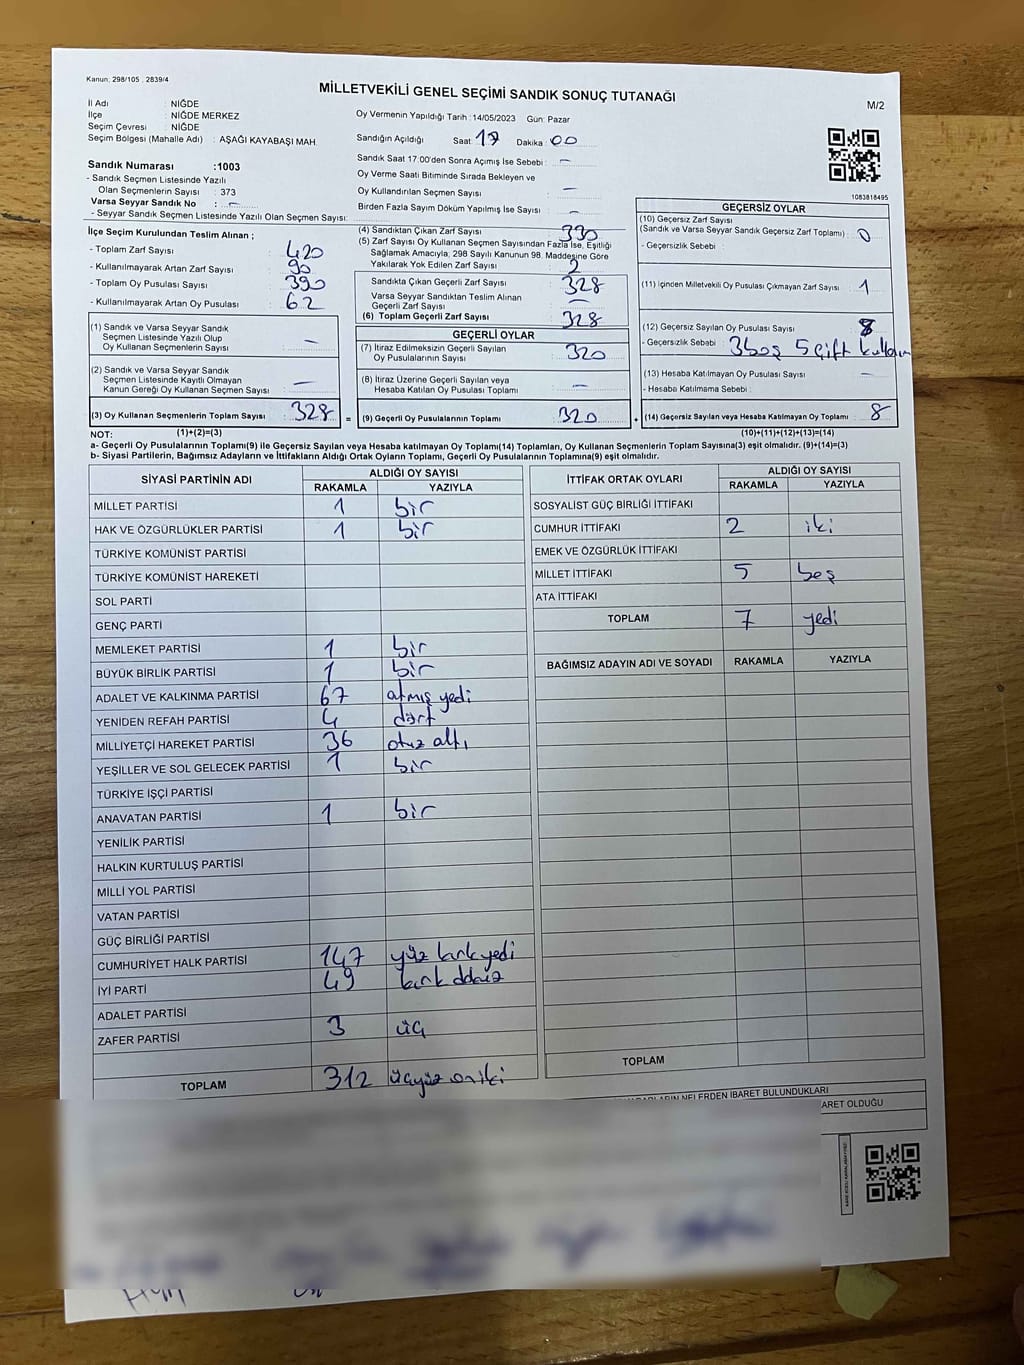 Kanun; 298/105 , 2839/4
MİLLETVEKİLİ GENEL SEÇİMİ SANDIK SONUÇ TUTANAĞI
M/2
İl Adı : NİĞDE
İlçe : NİĞDE MERKEZ
Seçim Çevresi : NİĞDE
Seçim Bölgesi (Mahalle Adı) : AŞAĞI KAYABAŞI MAH.
Sandık Numarası :1003
- Sandık Seçmen Listesinde Yazılı
Olan Seçmenlerin Sayısı : 373
Varsa Seyyar Sandık No : –
- Seyyar Sandık Seçmen Listesinde Yazılı Olan Seçmen Sayısı:
Oy Vermenin Yapıldığı Tarih : 14/05/2023 Gün: Pazar
Sandığın Açıldığı Saat: 17 Dakika: 00
Sandık Saat 17:00'den Sonra Açımış İse Sebebi : –
Oy Verme Saati Bitiminde Sırada Bekleyen ve
Oy Kullandırılan Seçmen Sayısı : –
Birden Fazla Sayım Döküm Yapılmış İse Sayısı : –
1083818495
İlçe Seçim Kurulundan Teslim Alınan ;
- Toplam Zarf Sayısı : 420
- Kullanılmayarak Artan Zarf Sayısı : 90
- Toplam Oy Pusulası Sayısı : 390
- Kullanılmayarak Artan Oy Pusulası : 62
(1) Sandık ve Varsa Seyyar Sandık
Seçmen Listesinde Yazılı Olup
Oy Kullanan Seçmenlerin Sayısı : –
(2) Sandık ve Varsa Seyyar Sandık
Seçmen Listesinde Kayıtlı Olmayan
Kanun Gereği Oy Kullanan Seçmen Sayısı : –
(3) Oy Kullanan Seçmenlerin Toplam Sayısı : 328
(1)+(2)=(3)
(4) Sandıktan Çıkan Zarf Sayısı : 330
(5) Zarf Sayısı Oy Kullanan Seçmen Sayısından Fazla İse, Eşitliği
Sağlamak Amacıyla; 298 Sayılı Kanunun 98. Maddesine Göre
Yakılarak Yok Edilen Zarf Sayısı : 2
Sandıkta Çıkan Geçerli Zarf Sayısı : 328
Varsa Seyyar Sandıktan Teslim Alınan
Geçerli Zarf Sayısı : –
(6) Toplam Geçerli Zarf Sayısı : 328
GEÇERLİ OYLAR
(7) İtiraz Edilmeksizin Geçerli Sayılan
Oy Pusulalarının Sayısı : 320
(8) İtiraz Üzerine Geçerli Sayılan veya
Hesaba Katılan Oy Pusulası Toplamı : –
= (9) Geçerli Oy Pusulalarının Toplamı : 320
GEÇERSİZ OYLAR
(10) Geçersiz Zarf Sayısı
(Sandık ve Varsa Seyyar Sandık Geçersiz Zarf Toplamı) : 0
- Geçersizlik Sebebi :
(11) İçinden Milletvekili Oy Pusulası Çıkmayan Zarf Sayısı : 1
(12) Geçersiz Sayılan Oy Pusulası Sayısı : 8
- Geçersizlik Sebebi : 3 boş 5 çift kullanım
(13) Hesaba Katılmayan Oy Pusulası Sayısı : –
- Hesaba Katılmama Sebebi :
+ (14) Geçersiz Sayılan veya Hesaba Katılmayan Oy Toplamı : 8
(10)+(11)+(12)+(13)=(14)
NOT:
a- Geçerli Oy Pusulalarının Toplamı(9) ile Geçersiz Sayılan veya Hesaba katılmayan Oy Toplamı(14) Toplamları, Oy Kullanan Seçmenlerin Toplam Sayısına(3) eşit olmalıdır. (9)+(14)=(3)
b- Siyasi Partilerin, Bağımsız Adayların ve İttifakların Aldığı Ortak Oyların Toplamı, Geçerli Oy Pusulalarının Toplamına(9) eşit olmalıdır.
SİYASİ PARTİNİN ADI ALDIĞI OY SAYISI
RAKAMLA YAZIYLA
MİLLET PARTİSİ 1 bir
HAK VE ÖZGÜRLÜKLER PARTİSİ 1 bir
TÜRKİYE KOMÜNİST PARTİSİ
TÜRKİYE KOMÜNİST HAREKETİ
SOL PARTİ
GENÇ PARTİ
MEMLEKET PARTİSİ 1 bir
BÜYÜK BİRLİK PARTİSİ 1 bir
ADALET VE KALKINMA PARTİSİ 67 atmış yedi
YENİDEN REFAH PARTİSİ 4 dört
MİLLİYETÇİ HAREKET PARTİSİ 36 otuz altı
YEŞİLLER VE SOL GELECEK PARTİSİ 1 bir
TÜRKİYE İŞÇİ PARTİSİ
ANAVATAN PARTİSİ 1 bir
YENİLİK PARTİSİ
HALKIN KURTULUŞ PARTİSİ
MİLLİ YOL PARTİSİ
VATAN PARTİSİ
GÜÇ BİRLİĞİ PARTİSİ
CUMHURİYET HALK PARTİSİ 147 yüz kırk yedi
İYİ PARTİ 49 kırk dokuz
ADALET PARTİSİ
ZAFER PARTİSİ 3 üç
TOPLAM 312 üçyüz oniki
İTTİFAK ORTAK OYLARI ALDIĞI OY SAYISI
RAKAMLA YAZIYLA
SOSYALİST GÜÇ BİRLİĞİ İTTİFAKI
CUMHUR İTTİFAKI 2 iki
EMEK VE ÖZGÜRLÜK İTTİFAKI
MİLLET İTTİFAKI 5 beş
ATA İTTİFAKI
TOPLAM 7 yedi
BAĞIMSIZ ADAYIN ADI VE SOYADI RAKAMLA YAZIYLA
TOPLAM
NELERDEN İBARET BULUNDUKLARI
ARET OLDUĞU